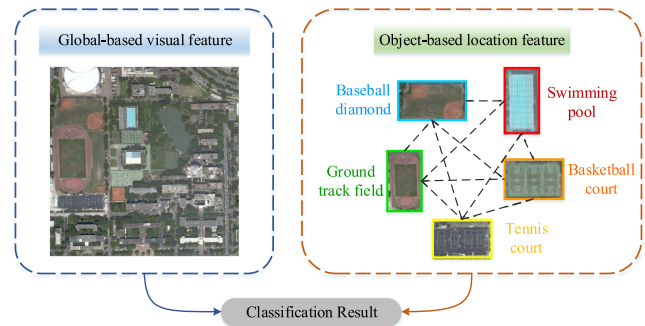 Global-based visual feature
Object-based location feature
Baseball
diamond
Swimming
pool
Ground
track field
Basketball
court
Tennis
court
Classification Result